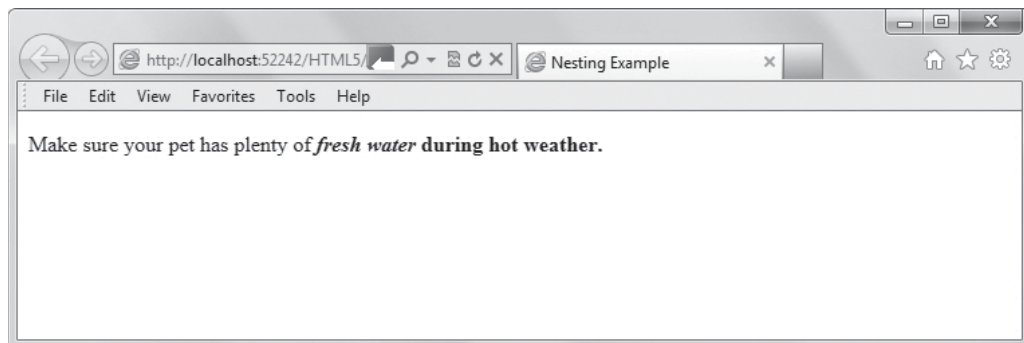 http://localhost:52242/HTML5/
Nesting Example
File Edit View Favorites Tools Help
Make sure your pet has plenty of fresh water during hot weather.